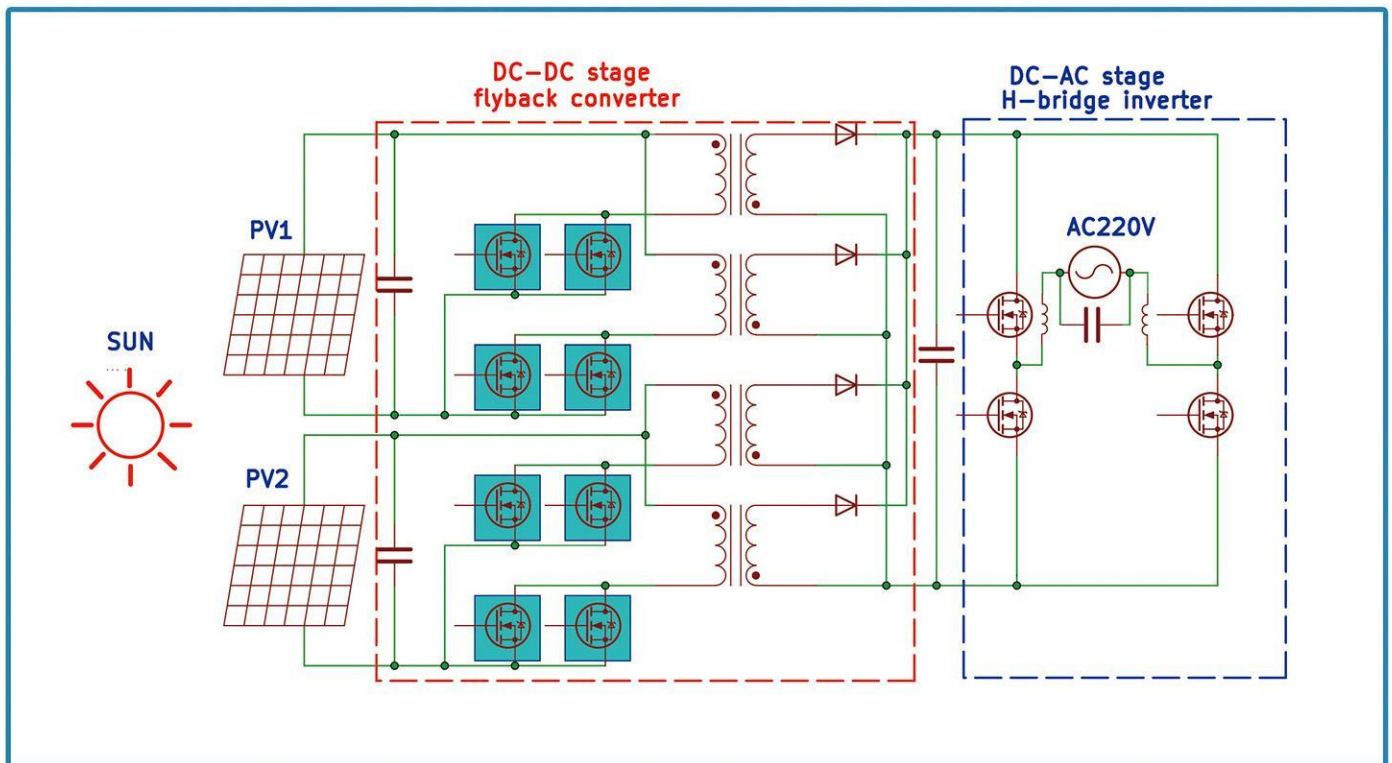 DC-DC stage
flyback converter
DC-AC stage
H-bridge inverter
PV1
AC220V
SUN
PV2